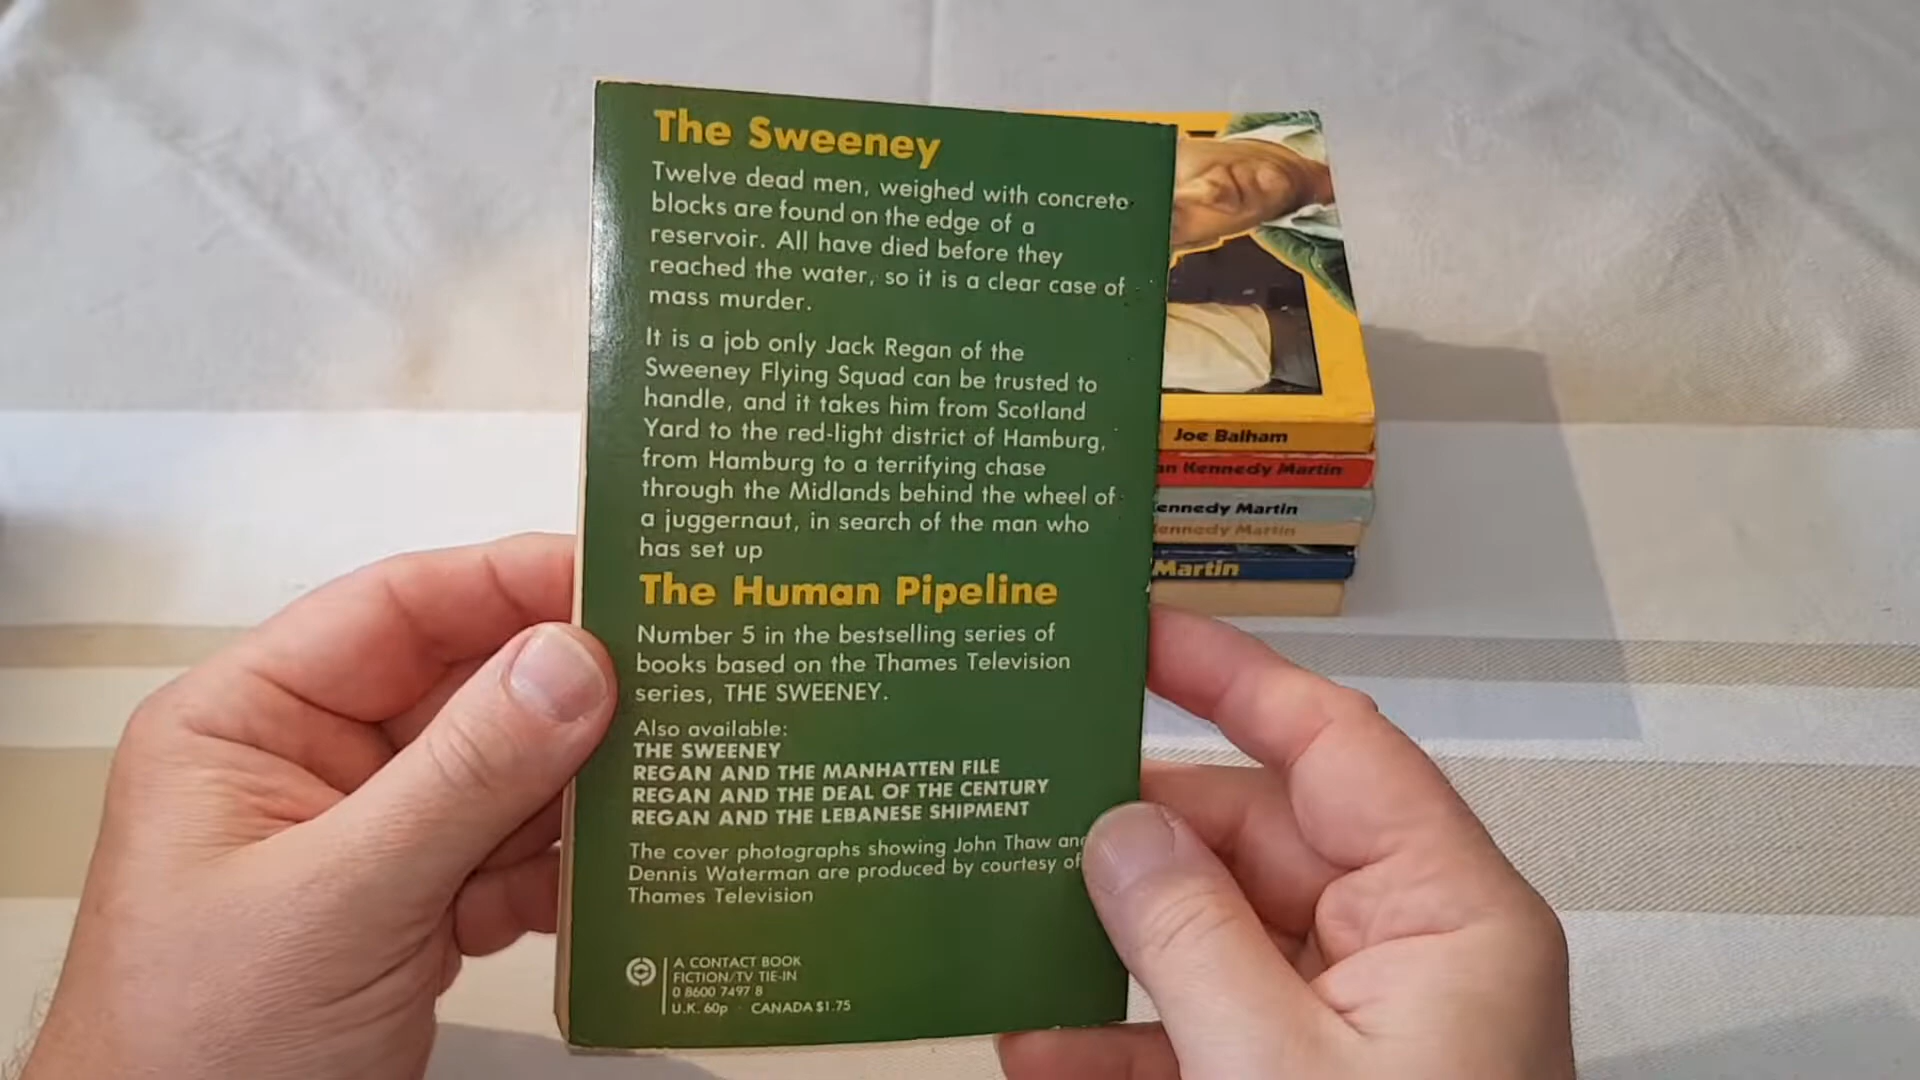 The Sweeney
Twelve dead men, weighed with concrete
blocks are found on the edge of a
reservoir. All have died before they
reached the water, so it is a clear case of
mass murder.
It is a job only Jack Regan of the
Sweeney Flying Squad can be trusted to
handle, and it takes him from Scotland
Yard to the red-light district of Hamburg,
from Hamburg to a terrifying chase
through the Midlands behind the wheel of
a juggernaut, in search of the man who
has set up
The Human Pipeline
Number 5 in the bestselling series of
books based on the Thames Television
series, THE SWEENEY.
Also available:
THE SWEENEY
REGAN AND THE MANHATTEN FILE
REGAN AND THE DEAL OF THE CENTURY
REGAN AND THE LEBANESE SHIPMENT
The cover photographs showing John Thaw and
Dennis Waterman are produced by courtesy of
Thames Television
A CONTACT BOOK
FICTION/TV TIE-IN
0 8600 7497 8
U.K. 60p · CANADA $1.75
Joe Balham
Kennedy Martin
Kennedy Martin
Kennedy Martin
Martin